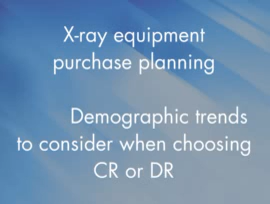 X-ray equipment
purchase planning
Demographic trends
to consider when choosing
CR or DR